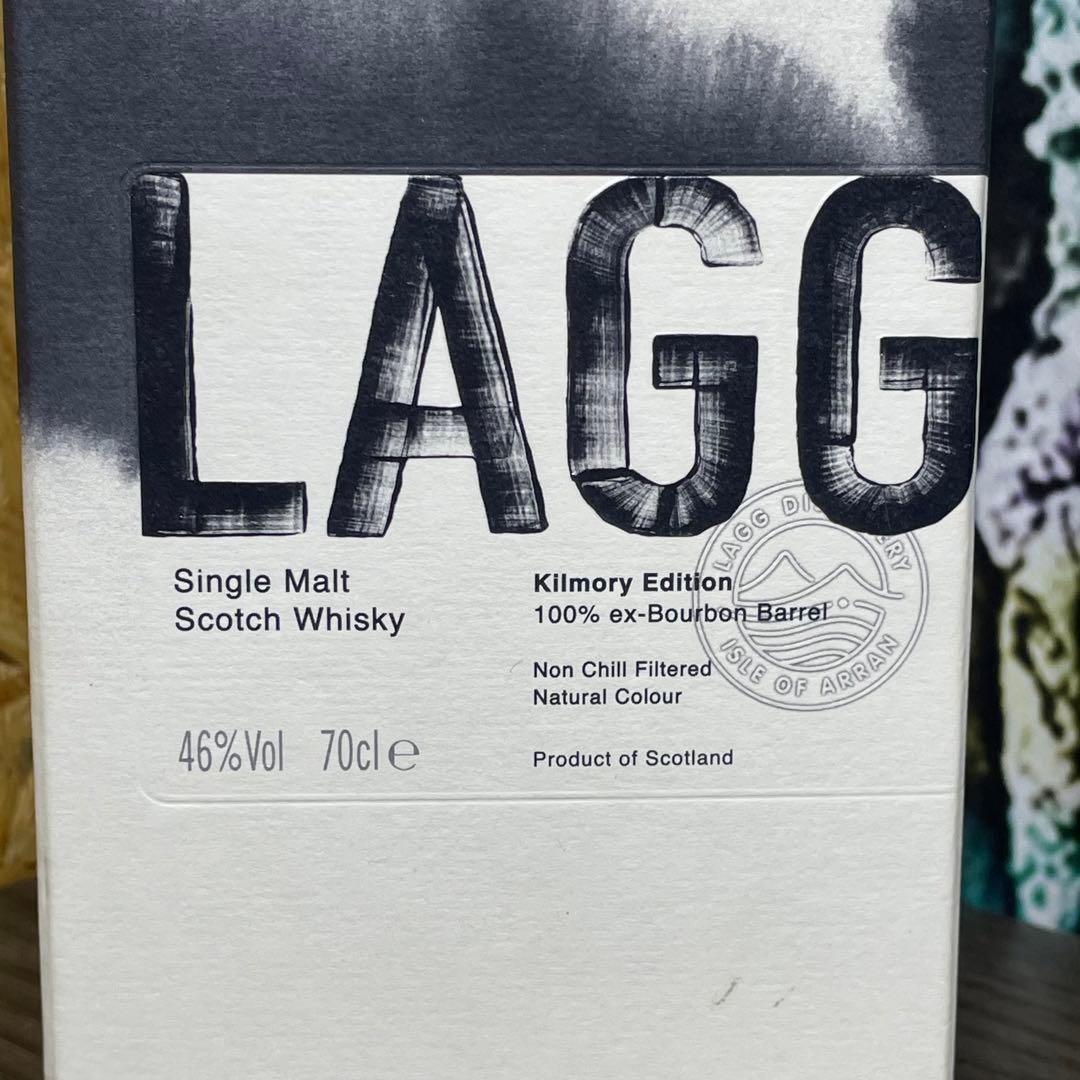 LAGG
Single Malt
Scotch Whisky
46%Vol 70cl e
Kilmory Edition
100% ex-Bourbon Barrel
Non Chill Filtered
Natural Colour
Product of Scotland
LAGG DISTILLERY
ISLE OF ARRAN